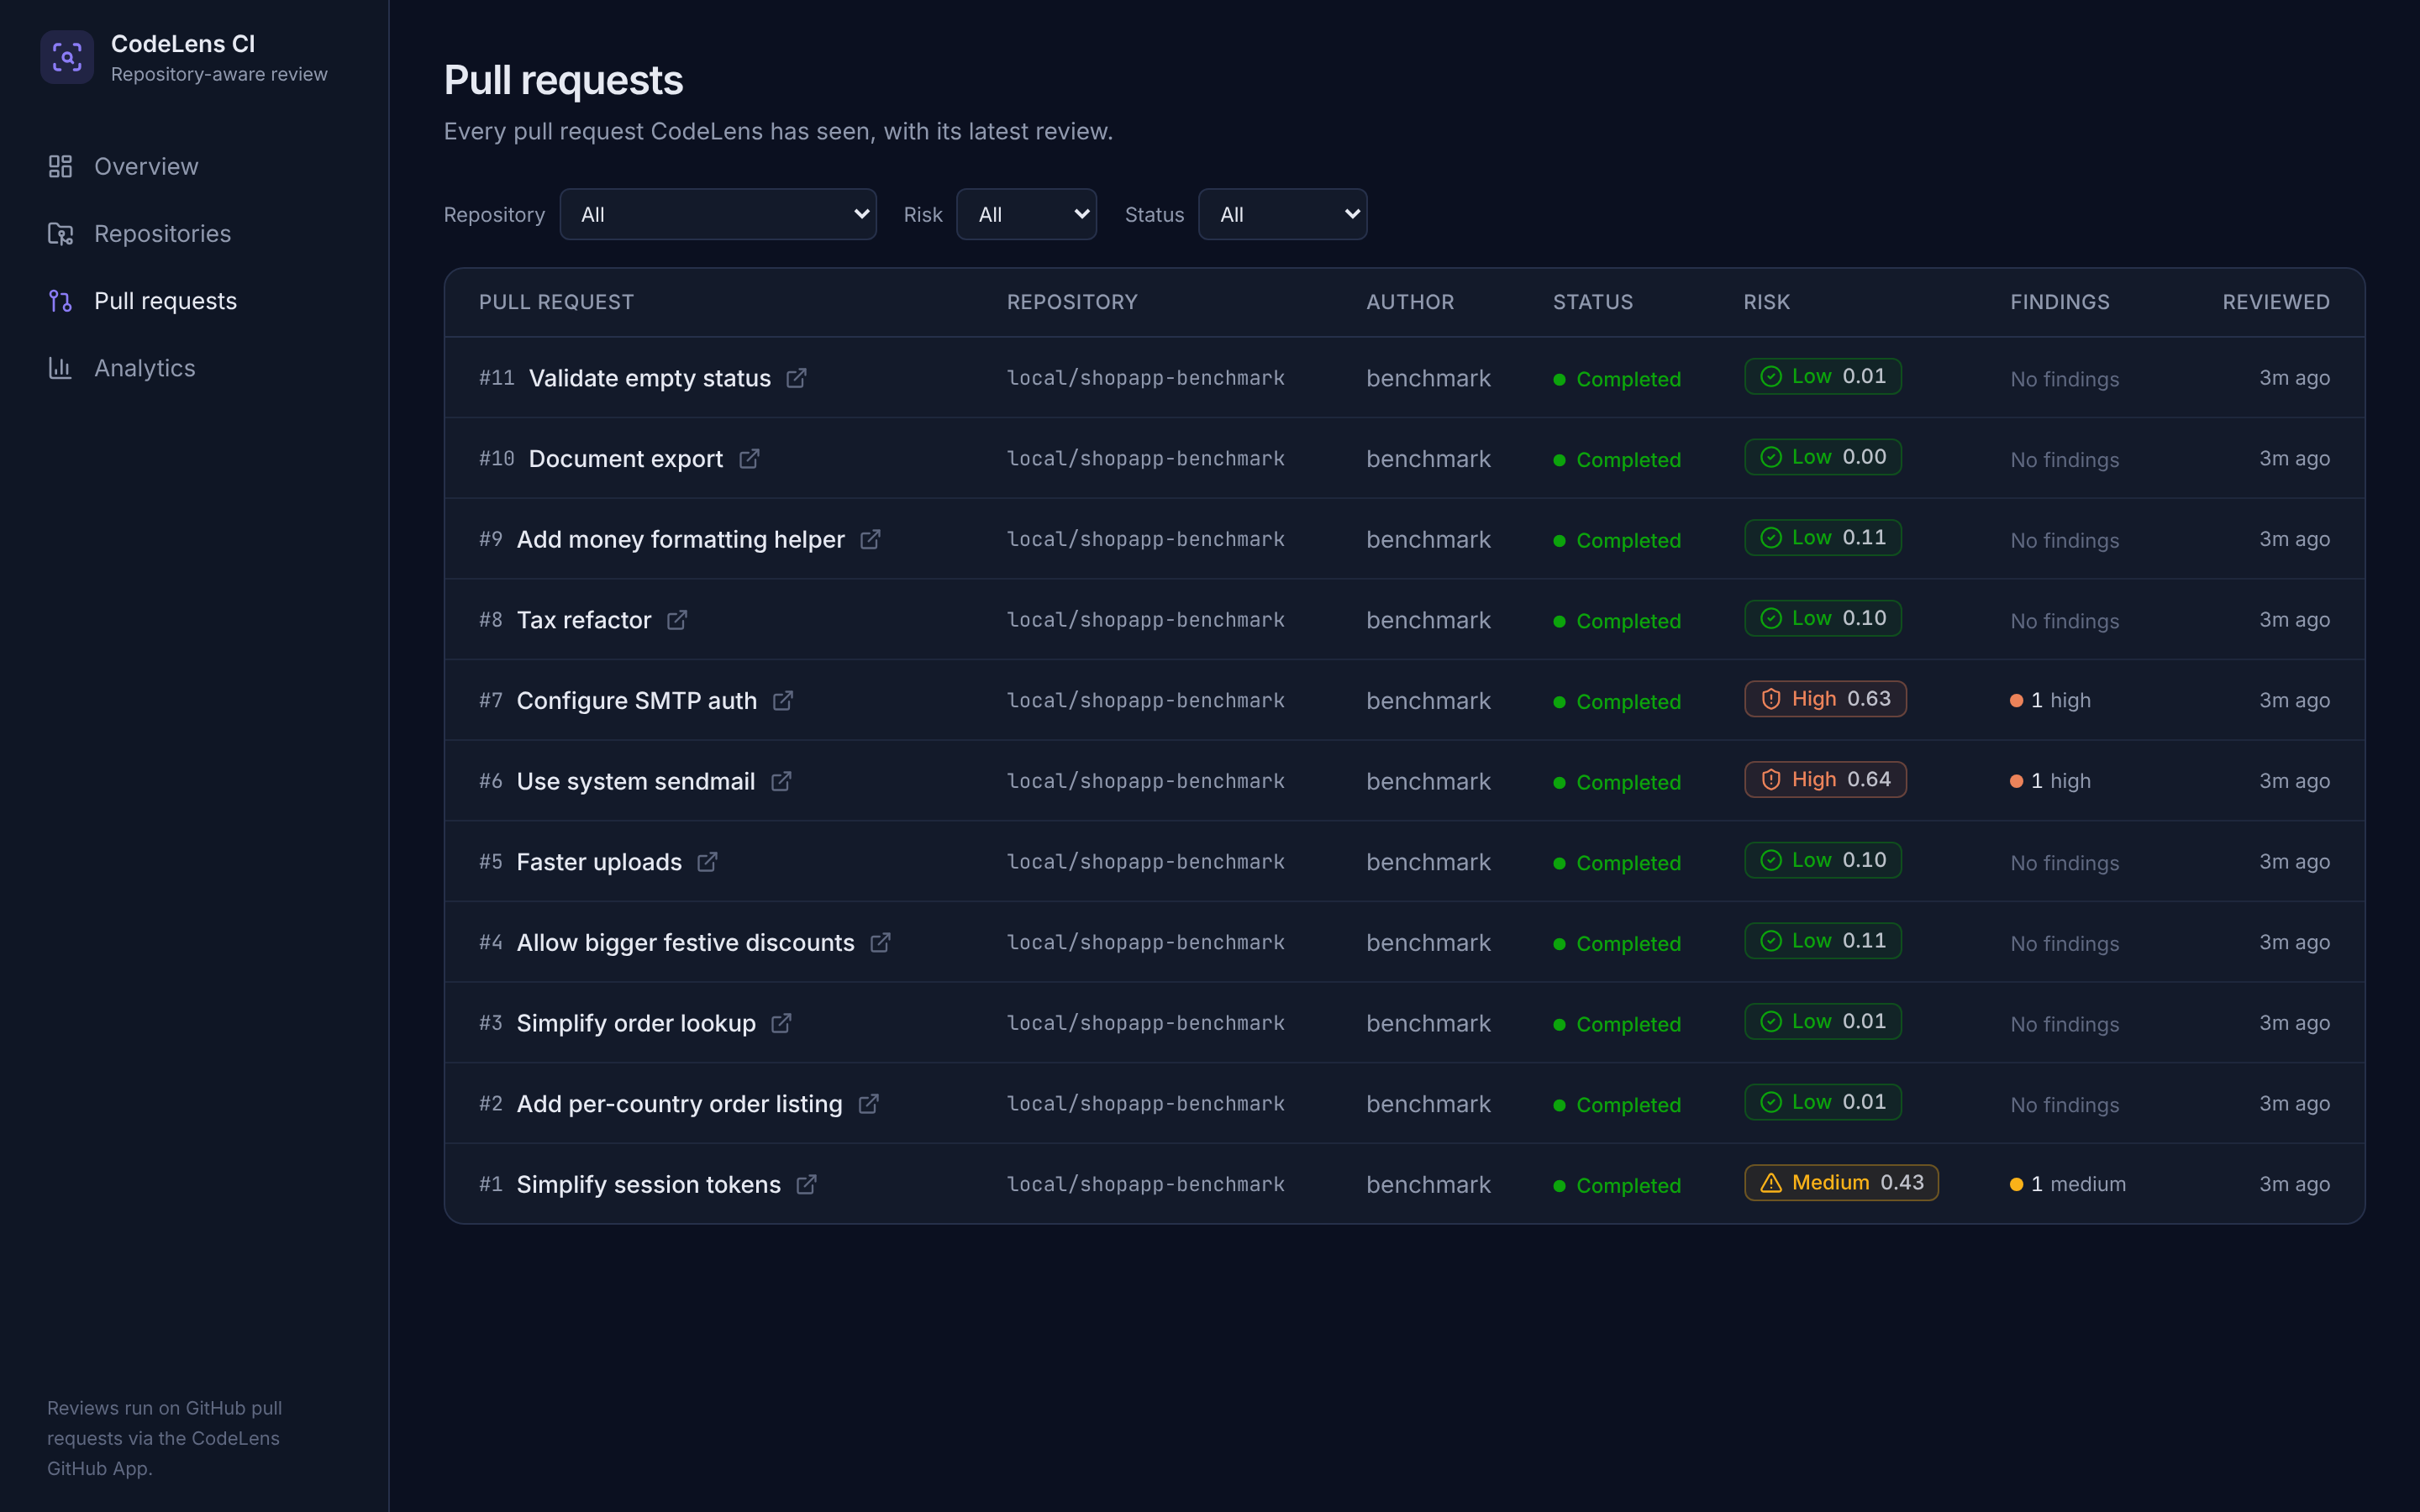 CodeLens CI
Repository-aware review
Overview
Repositories
Pull requests
Analytics
Reviews run on GitHub pull
requests via the CodeLens
GitHub App.
Pull requests
Every pull request CodeLens has seen, with its latest review.
Repository All Risk All Status All
PULL REQUEST REPOSITORY AUTHOR STATUS RISK FINDINGS REVIEWED
#11 Validate empty status local/shopapp-benchmark benchmark Completed Low 0.01 No findings 3m ago
#10 Document export local/shopapp-benchmark benchmark Completed Low 0.00 No findings 3m ago
#9 Add money formatting helper local/shopapp-benchmark benchmark Completed Low 0.11 No findings 3m ago
#8 Tax refactor local/shopapp-benchmark benchmark Completed Low 0.10 No findings 3m ago
#7 Configure SMTP auth local/shopapp-benchmark benchmark Completed High 0.63 1 high 3m ago
#6 Use system sendmail local/shopapp-benchmark benchmark Completed High 0.64 1 high 3m ago
#5 Faster uploads local/shopapp-benchmark benchmark Completed Low 0.10 No findings 3m ago
#4 Allow bigger festive discounts local/shopapp-benchmark benchmark Completed Low 0.11 No findings 3m ago
#3 Simplify order lookup local/shopapp-benchmark benchmark Completed Low 0.01 No findings 3m ago
#2 Add per-country order listing local/shopapp-benchmark benchmark Completed Low 0.01 No findings 3m ago
#1 Simplify session tokens local/shopapp-benchmark benchmark Completed Medium 0.43 1 medium 3m ago